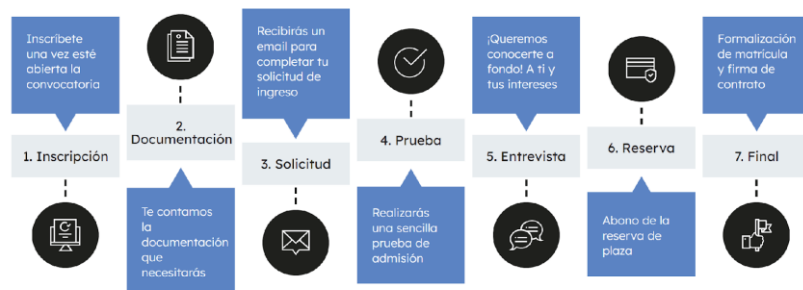 Inscríbete
una vez esté
abierta la
convocatoria
1. Inscripción
2.
Documentación
Te contamos
la
documentación
que
necesitarás
Recibirás un
email para
completar tu
solicitud de
ingreso
3. Solicitud
4. Prueba
Realizarás
una sencilla
prueba de
admisión
¡Queremos
conocerte a
fondo! A ti y
tus intereses
5. Entrevista
6. Reserva
Abono de la
reserva de
plaza
Formalización
de matrícula
y firma de
contrato
7. Final